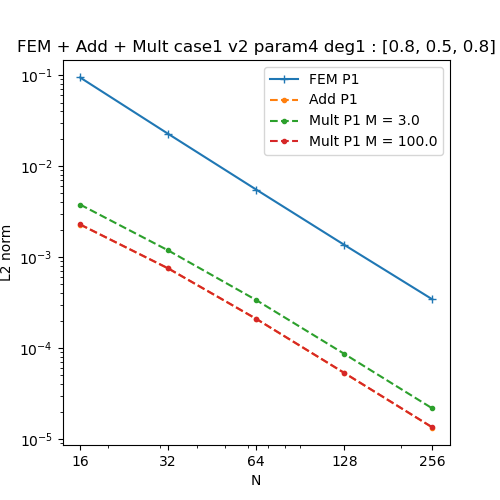 FEM + Add + Mult case1 v2 param4 deg1 : [0.8, 0.5, 0.8]
FEM P1
Add P1
Mult P1 M = 3.0
Mult P1 M = 100.0
L2 norm
10⁻¹
10⁻²
10⁻³
10⁻⁴
10⁻⁵
16 32 64 128 256
N